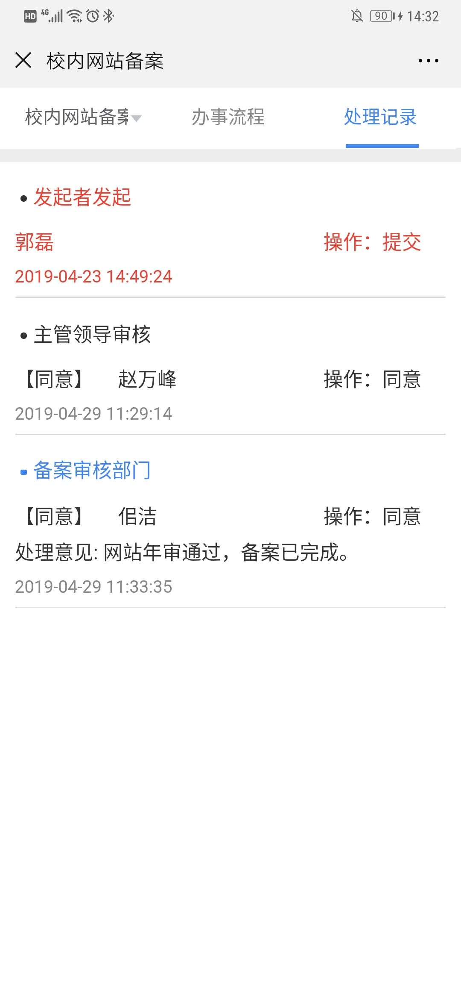 HD 4G 90 14:32
校内网站备案
校内网站备案 办事流程 处理记录
发起者发起
郭磊 操作：提交
2019-04-23 14:49:24
主管领导审核
【同意】 赵万峰 操作：同意
2019-04-29 11:29:14
备案审核部门
【同意】 佀洁 操作：同意
处理意见: 网站年审通过，备案已完成。
2019-04-29 11:33:35